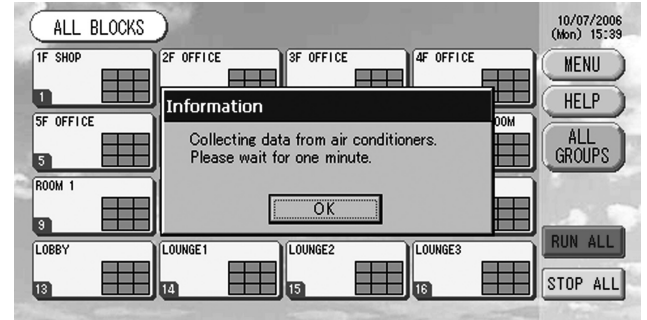 ALL BLOCKS
10/07/2006
(Mon) 15:39
1F SHOP
2F OFFICE
3F OFFICE
4F OFFICE
MENU
1
Information
HELP
5F OFFICE
OOM
Collecting data from air conditioners.
Please wait for one minute.
ALL
GROUPS
5
ROOM 1
OK
9
LOBBY
LOUNGE1
LOUNGE2
LOUNGE3
RUN ALL
13
14
15
16
STOP ALL